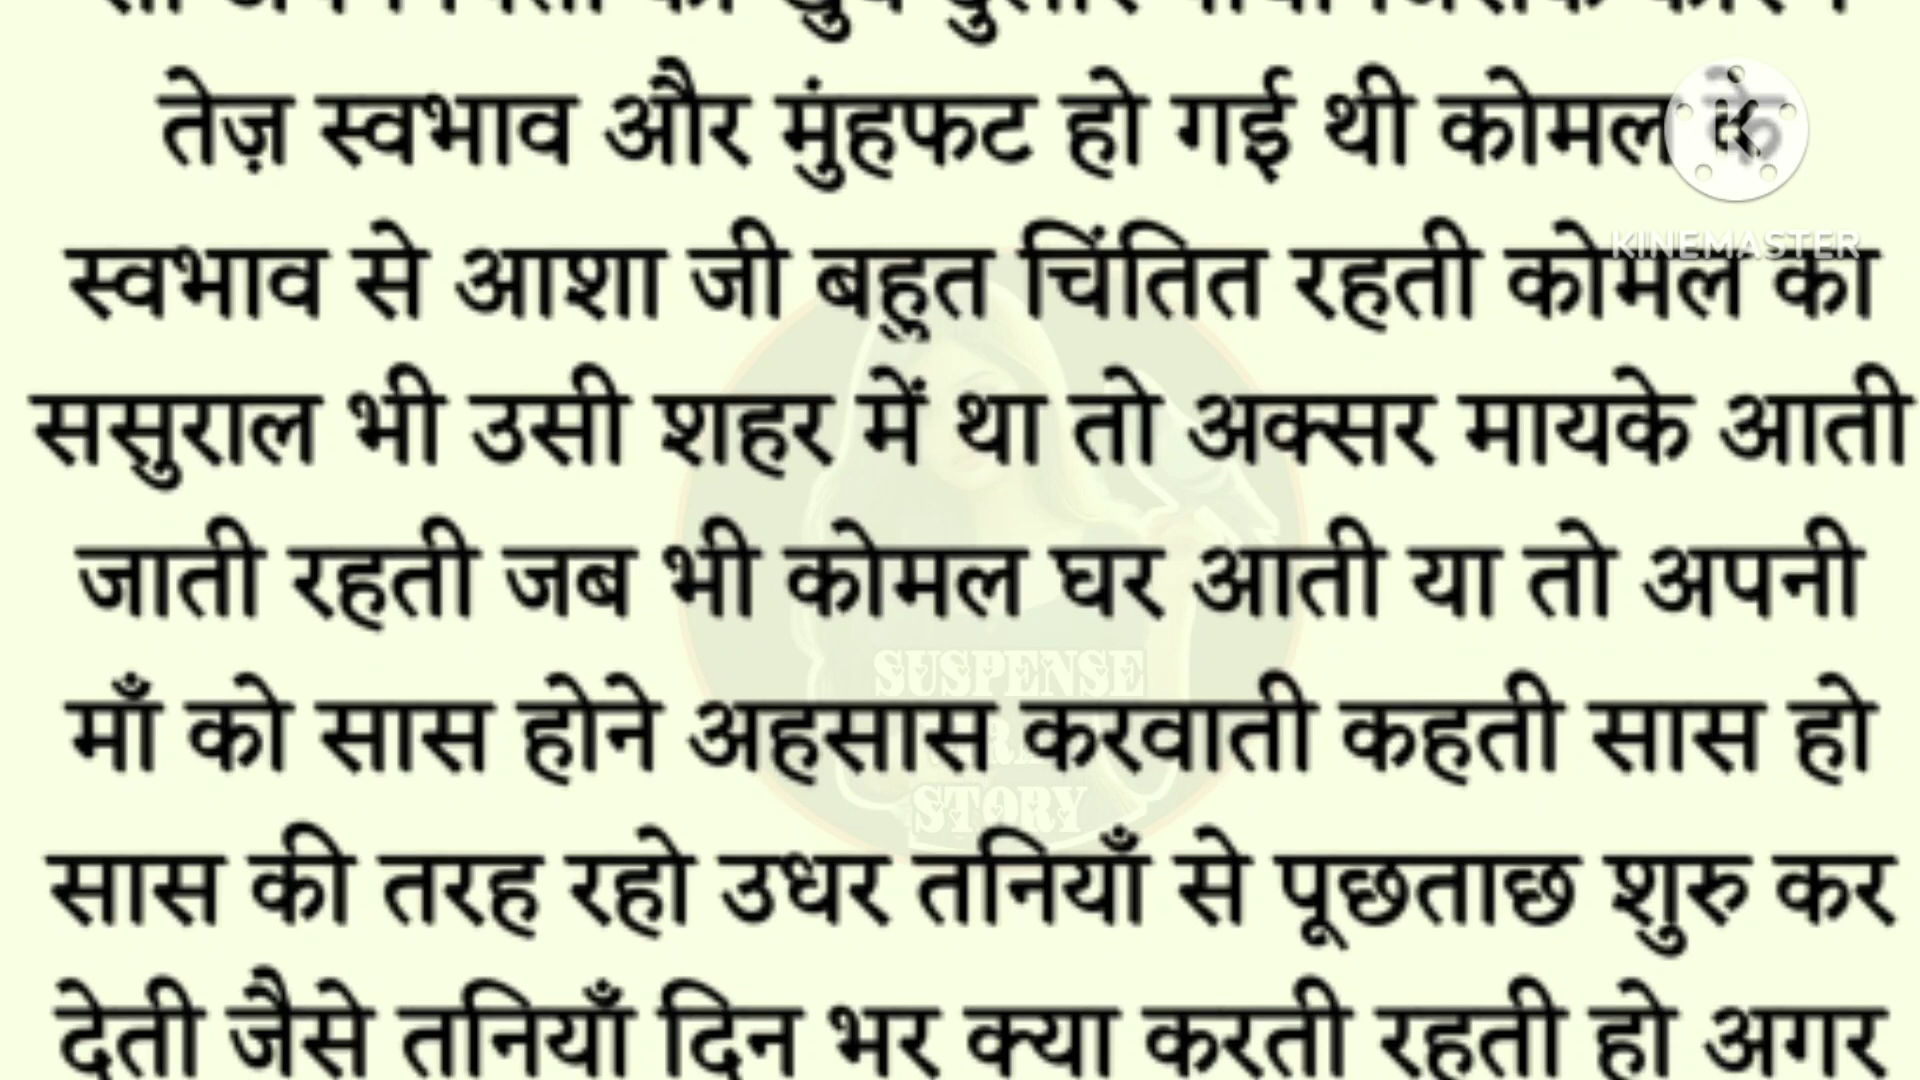 तेज़ स्वभाव और मुंहफट हो गई थी कोमल के
KINEMASTER
स्वभाव से आशा जी बहुत चिंतित रहती कोमल का
ससुराल भी उसी शहर में था तो अक्सर मायके आती
जाती रहती जब भी कोमल घर आती या तो अपनी
SUSPENSE
माँ को सास होने अहसास करवाती कहती सास हो
STORY
सास की तरह रहो उधर तनियाँ से पूछताछ शुरु कर
देती जैसे तनियाँ दिन भर क्या करती रहती हो अगर